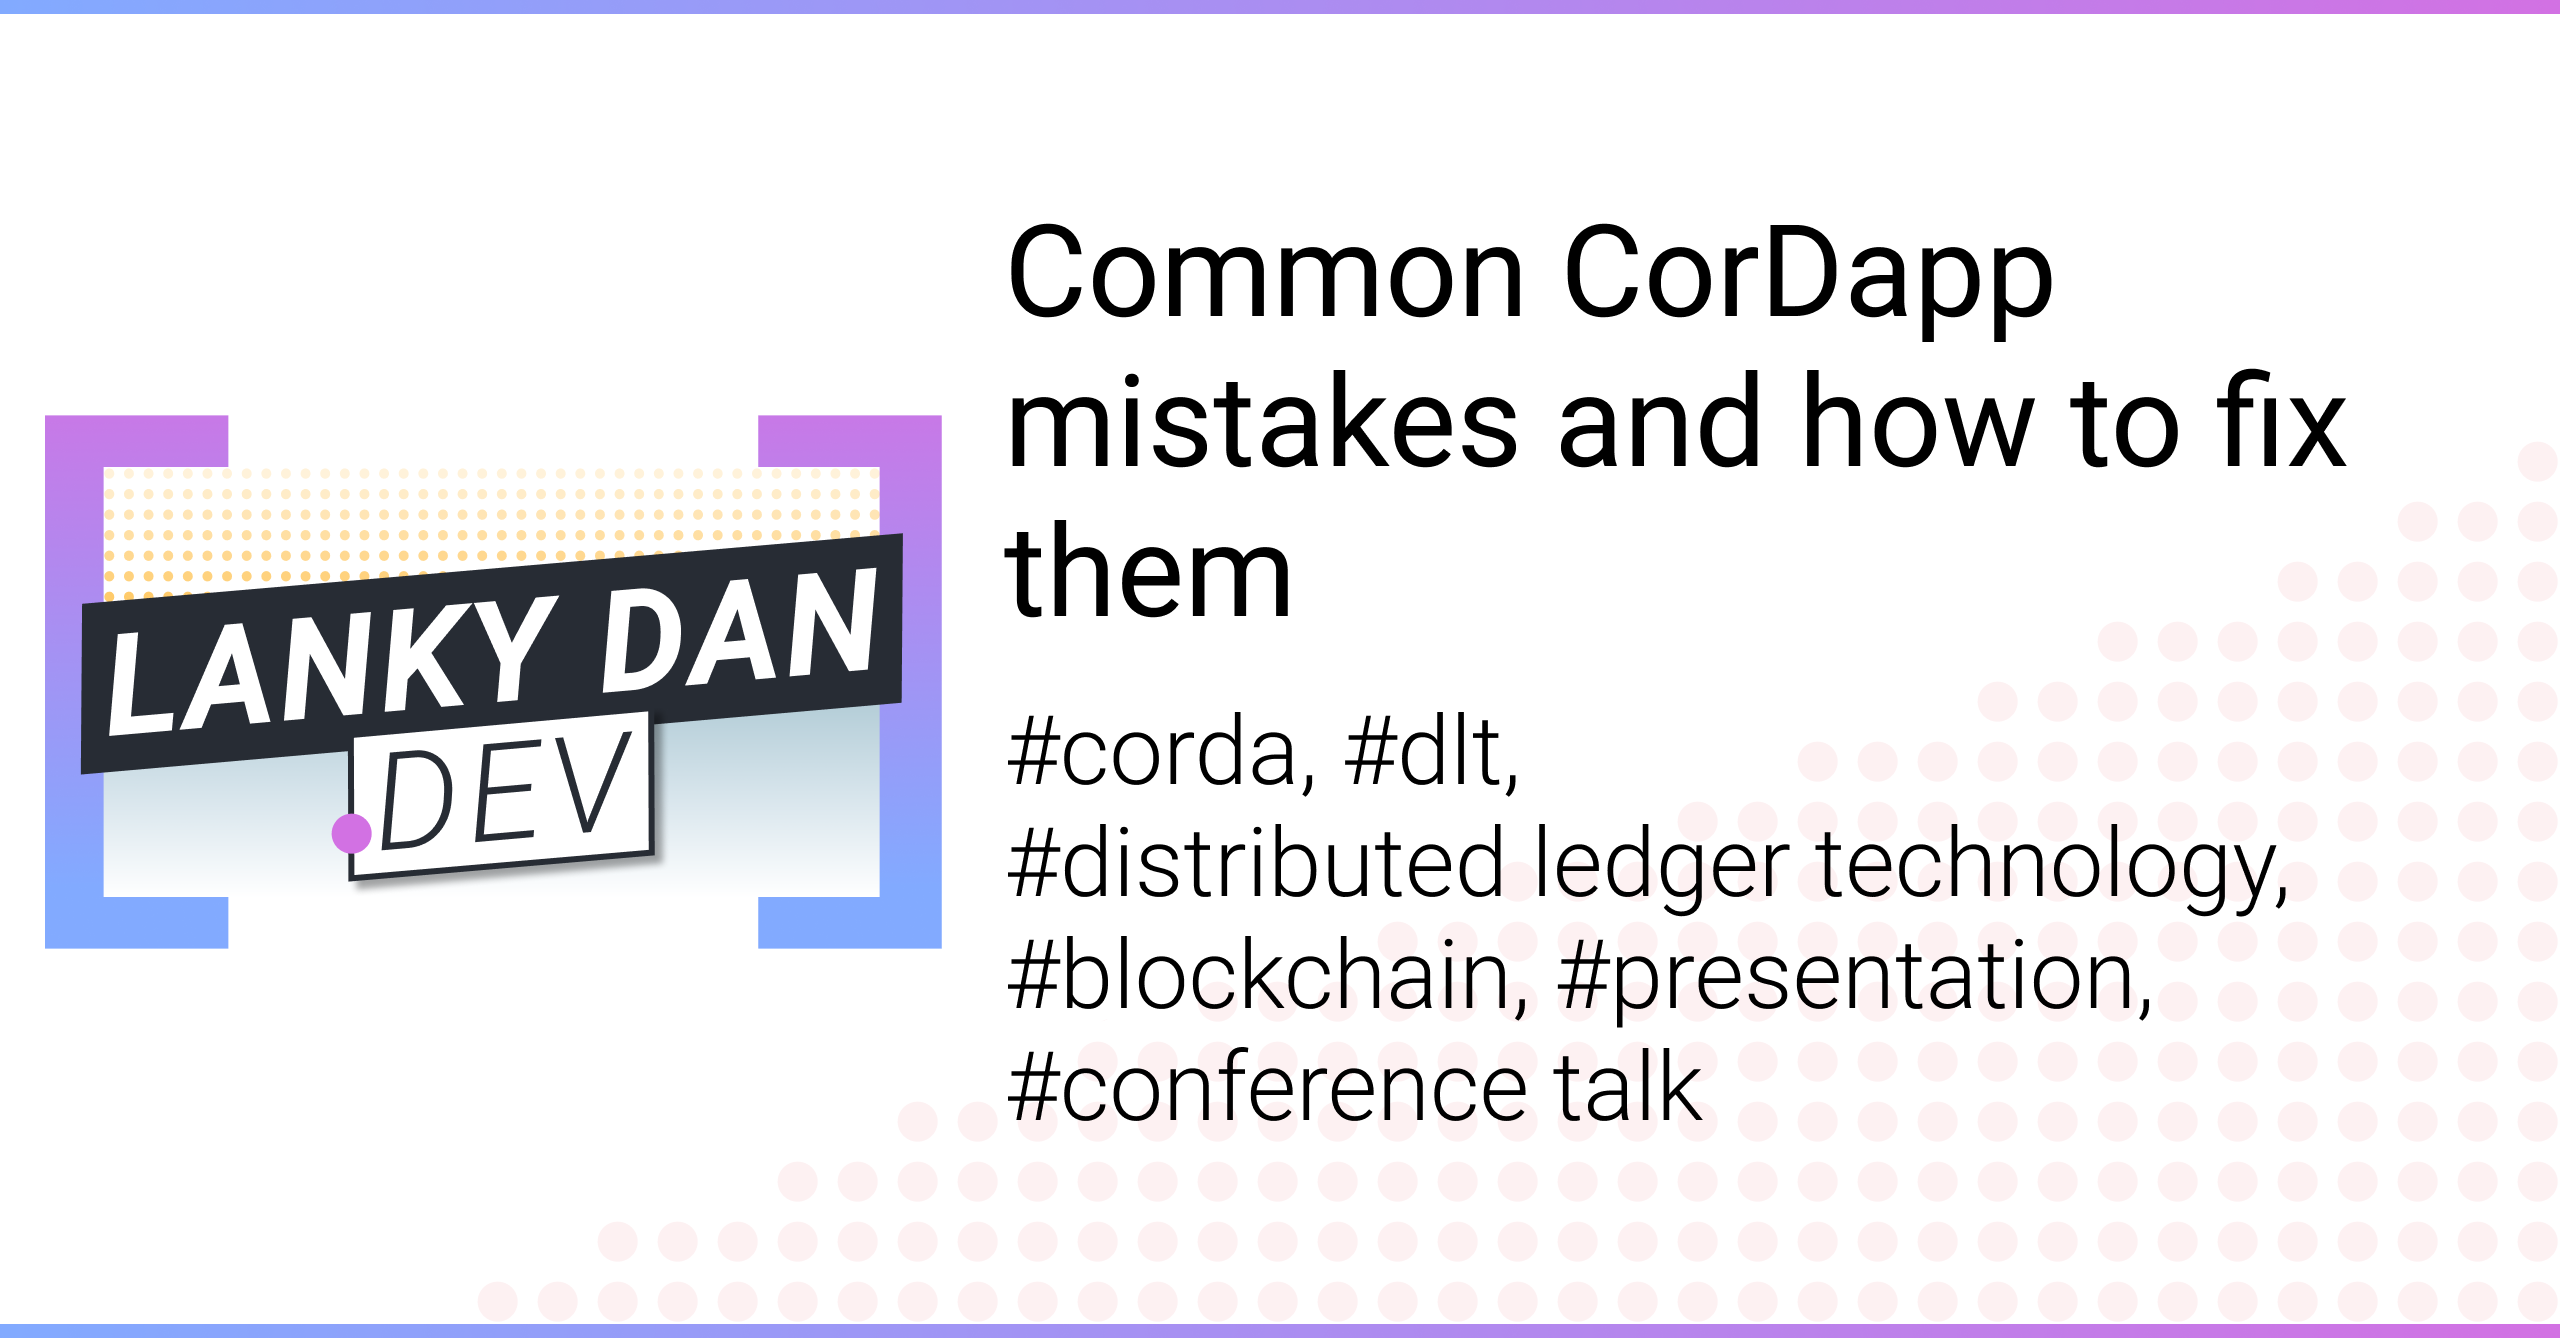 LANKY DAN
.DEV
Common CorDapp
mistakes and how to fix
them
#corda, #dlt,
#distributed ledger technology,
#blockchain, #presentation,
#conference talk